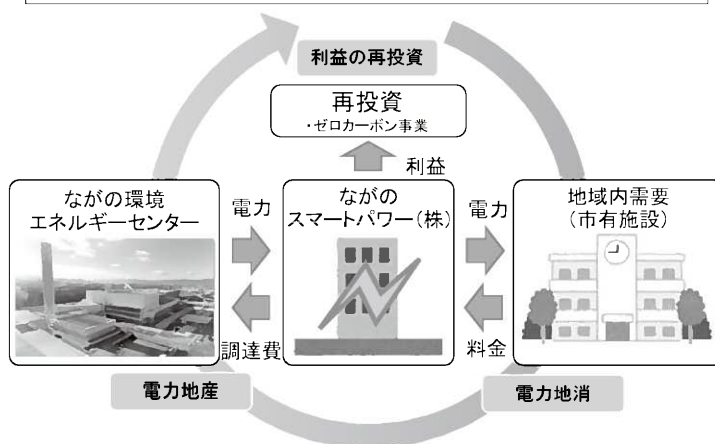 利益の再投資
再投資
・ゼロカーボン事業
利益
ながの環境
エネルギーセンター
電力
調達費
ながの
スマートパワー(株)
電力
料金
地域内需要
(市有施設)
電力地産
電力地消